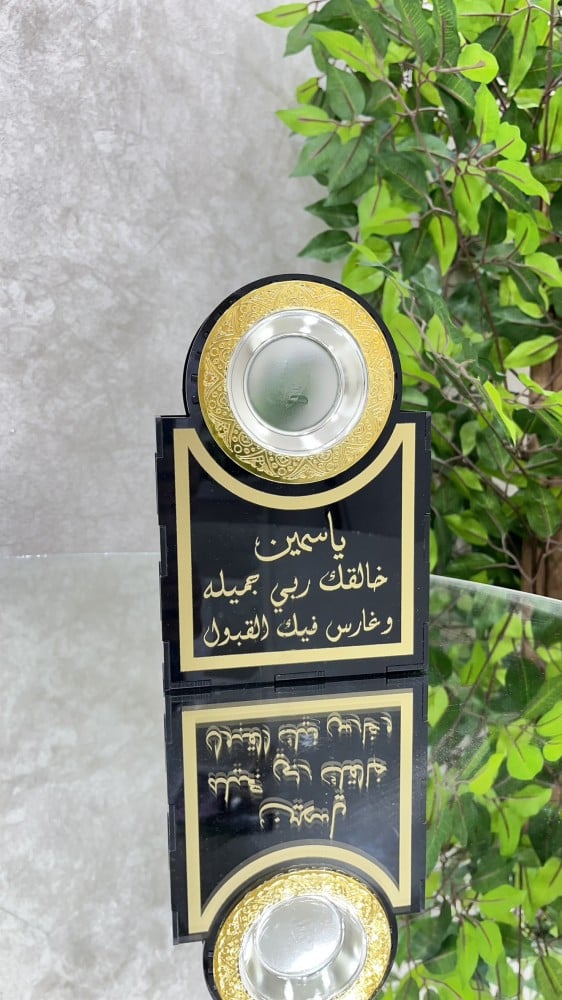 ياسمين
خالقك ربي جميله
وغارس فيك القبول